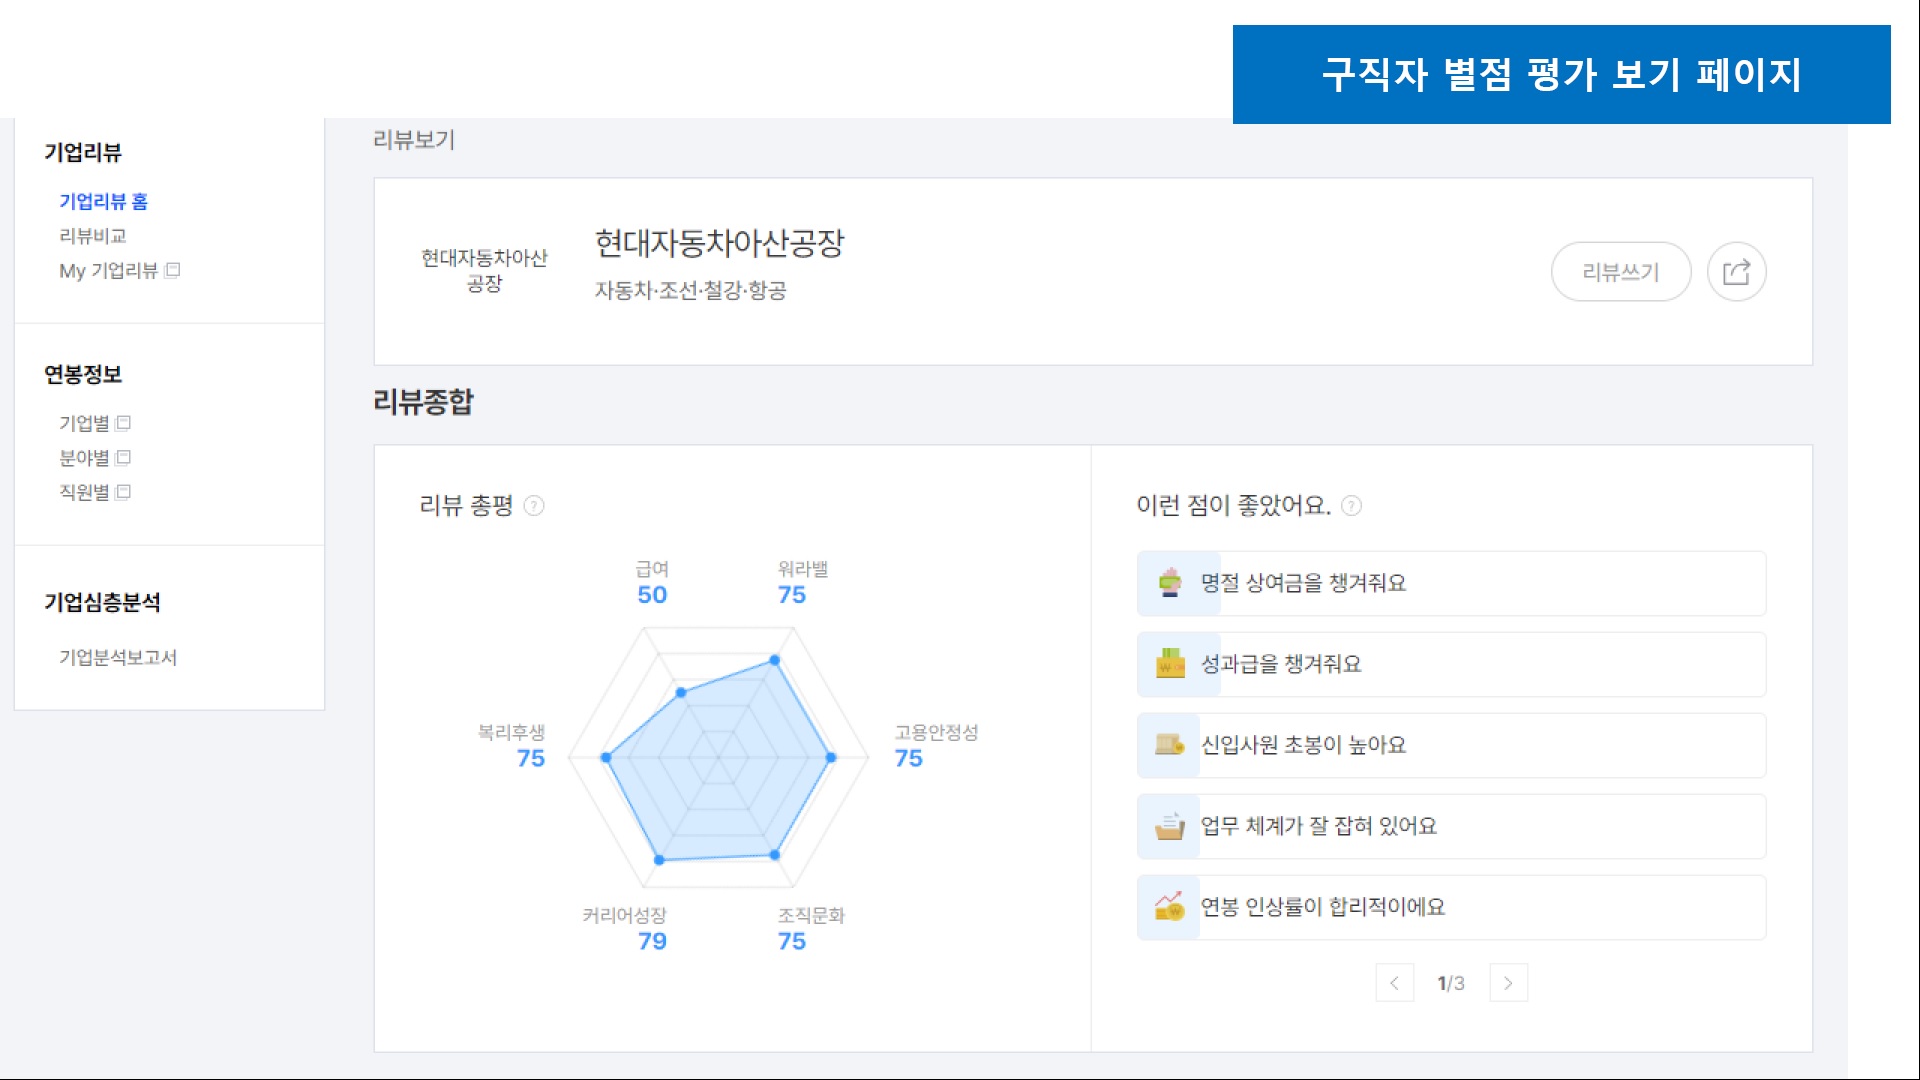 구직자 별점 평가 보기 페이지
기업리뷰
기업리뷰 홈
리뷰비교
My 기업리뷰
연봉정보
기업별
분야별
직원별
기업심층분석
기업분석보고서
리뷰보기
현대자동차아산
공장
현대자동차아산공장
자동차·조선·철강·항공
리뷰쓰기
리뷰종합
리뷰 총평 ?
급여
50
워라밸
75
복리후생
75
고용안정성
75
커리어성장
79
조직문화
75
이런 점이 좋았어요. ?
명절 상여금을 챙겨줘요
성과급을 챙겨줘요
신입사원 초봉이 높아요
업무 체계가 잘 잡혀 있어요
연봉 인상률이 합리적이에요
1/3